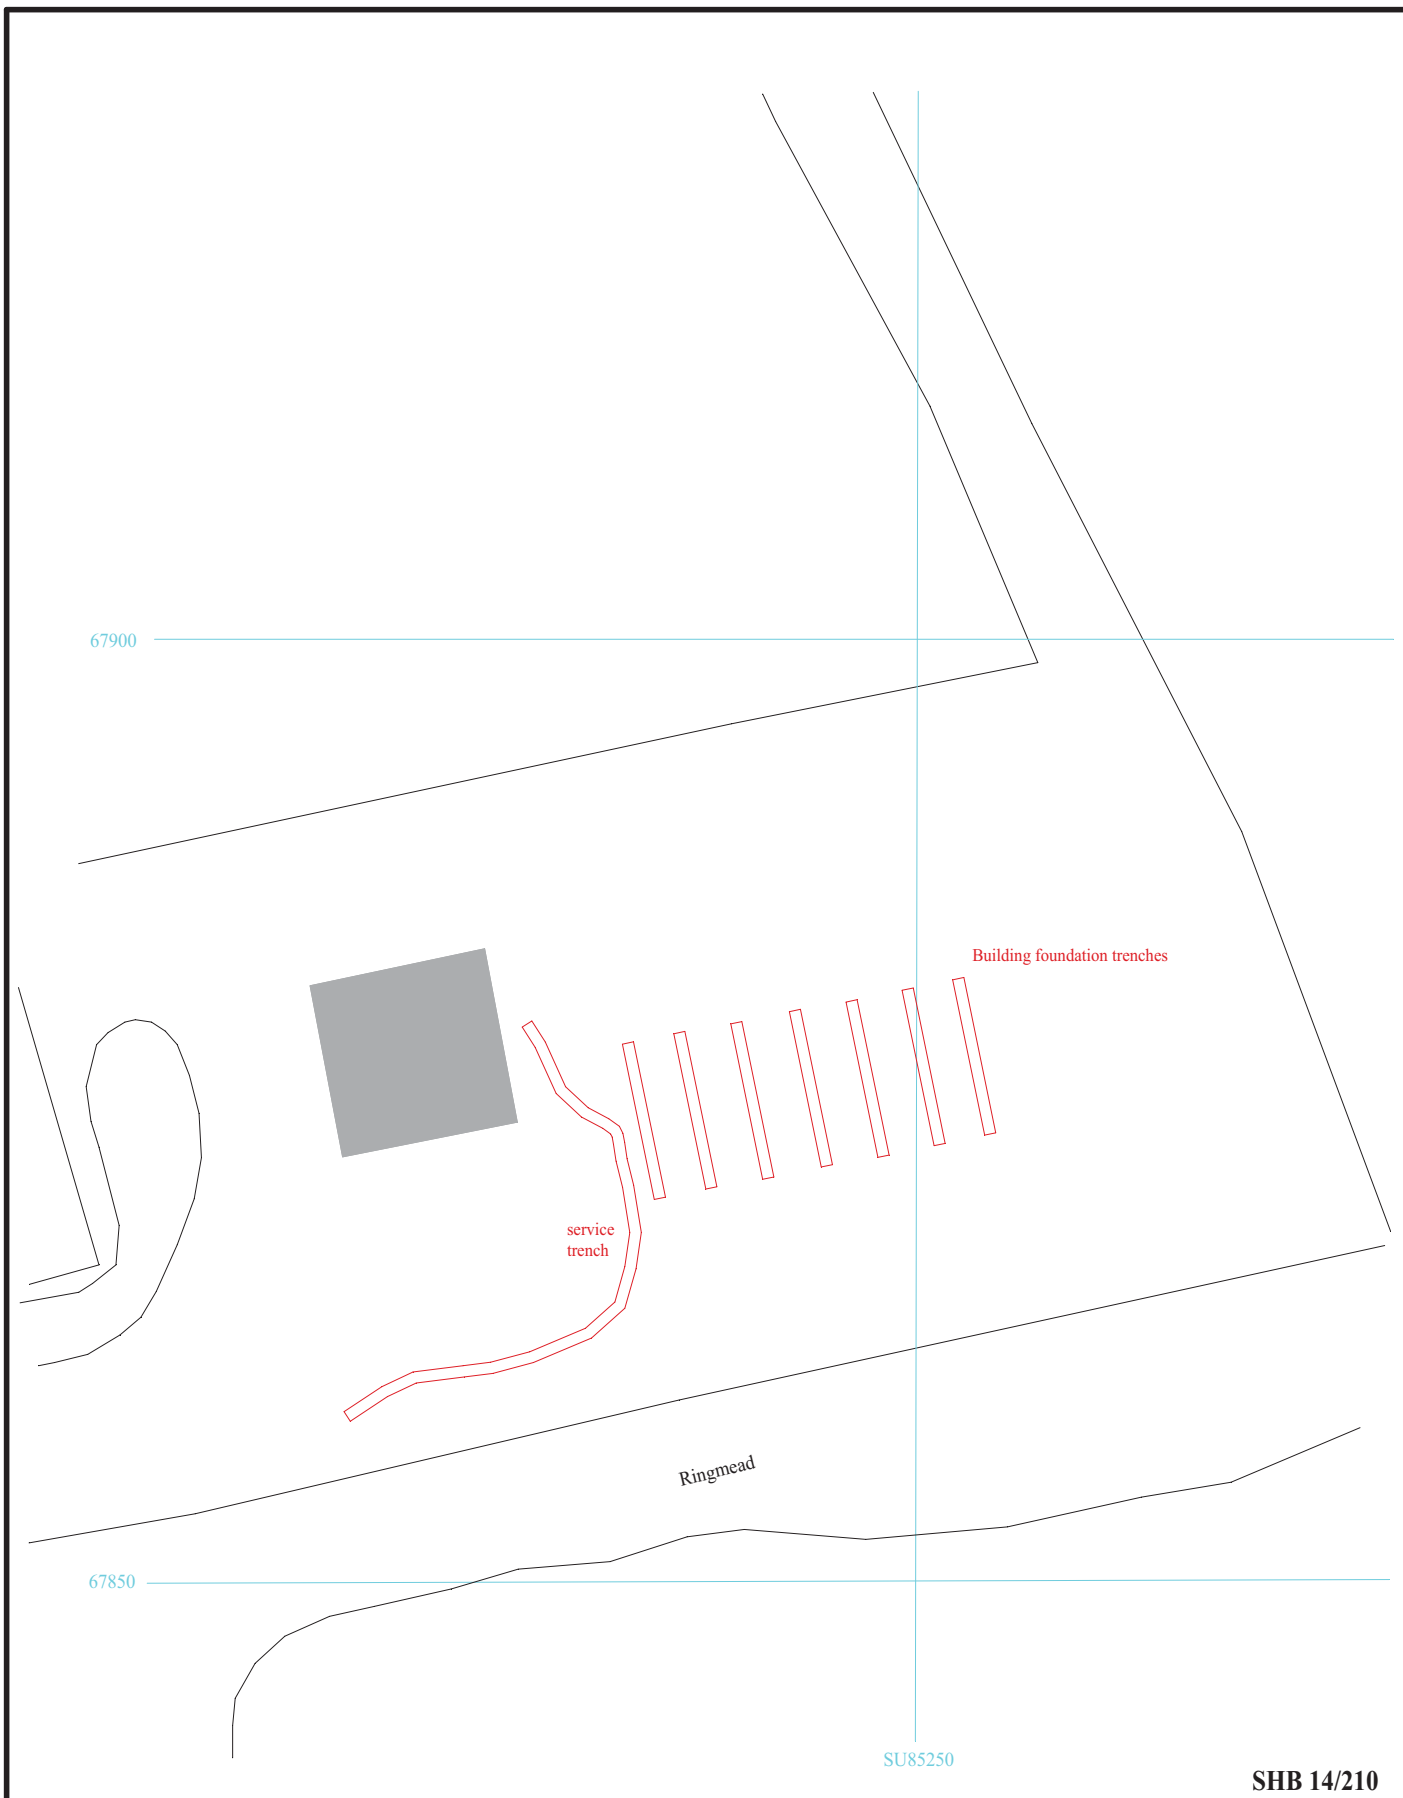 67900
Building foundation trenches
service
trench
Ringmead
67850
SU85250
SHB 14/210